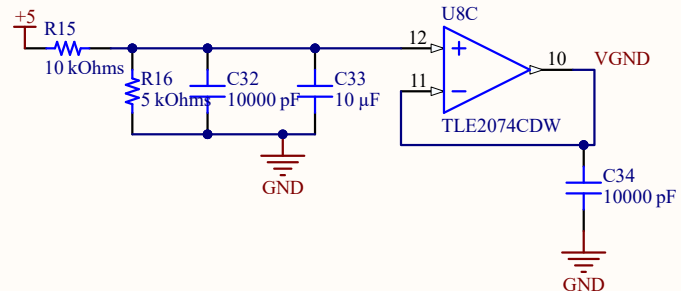 +5
R15
10 kOhms
R16
5 kOhms
C32
10000 pF
C33
10 µF
GND
U8C
12
11
10
VGND
TLE2074CDW
C34
10000 pF
GND